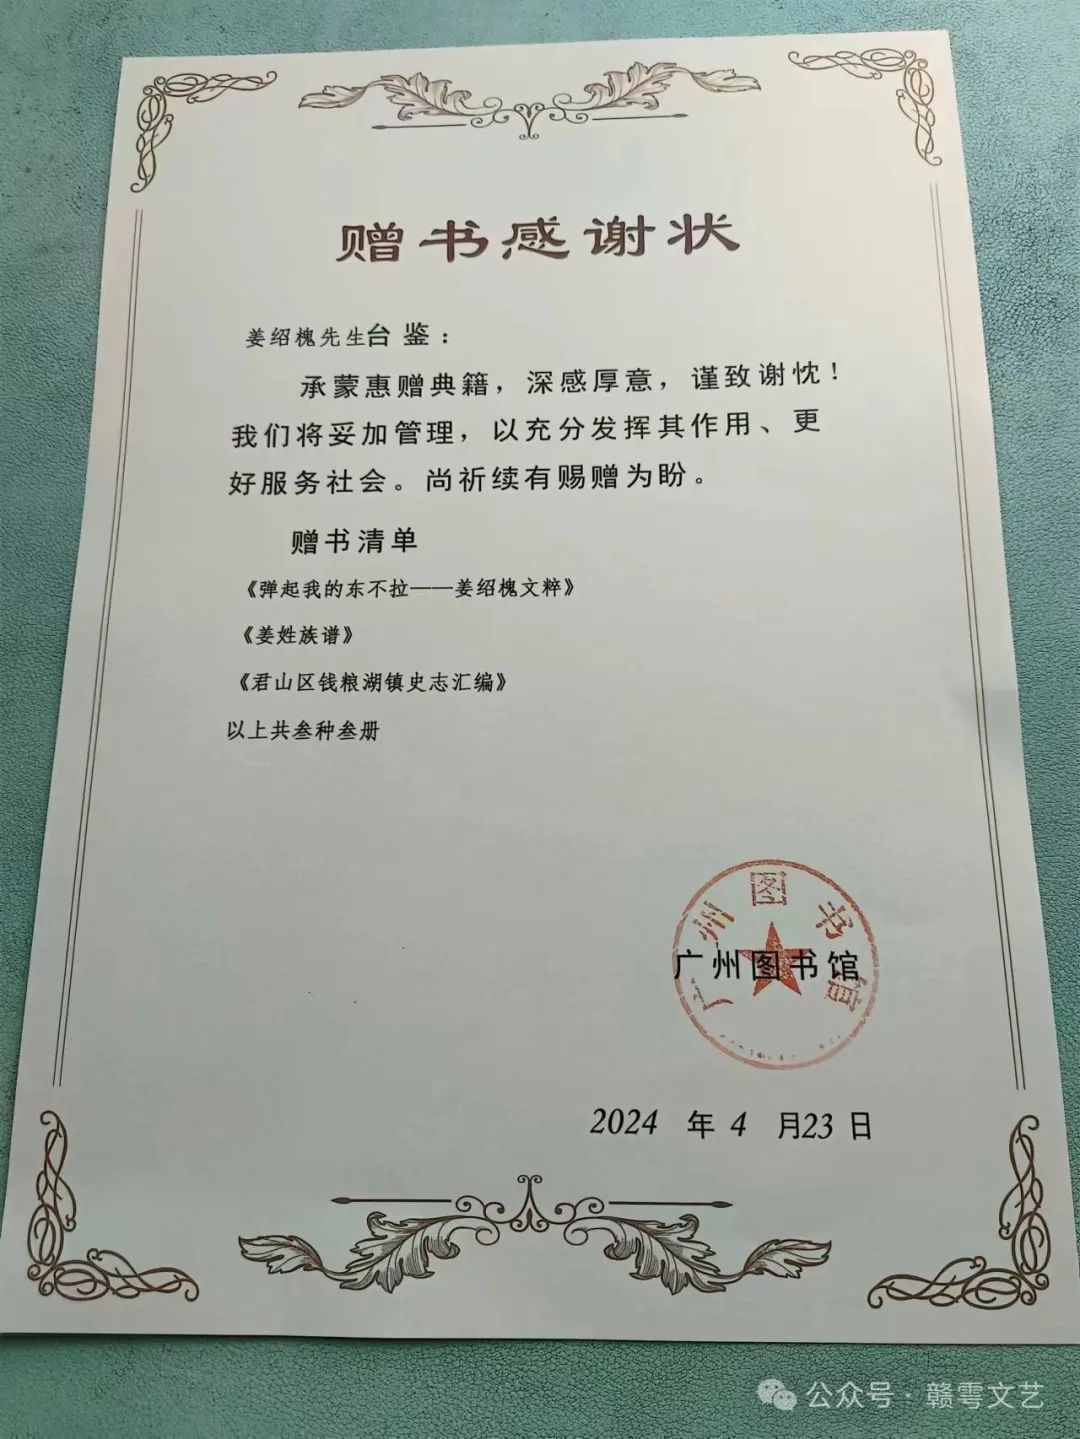 赠书感谢状
姜绍槐先生台鉴：
承蒙惠赠典籍，深感厚意，谨致谢忱！
我们将妥加管理，以充分发挥其作用、更
好服务社会。尚祈续有赐赠为盼。
赠书清单
《弹起我的东不拉——姜绍槐文粹》
《姜姓族谱》
《君山区钱粮湖镇史志汇编》
以上共叁种叁册
广州图书馆
广州图书馆
2024 年 4 月23 日
公众号·赣雩文艺